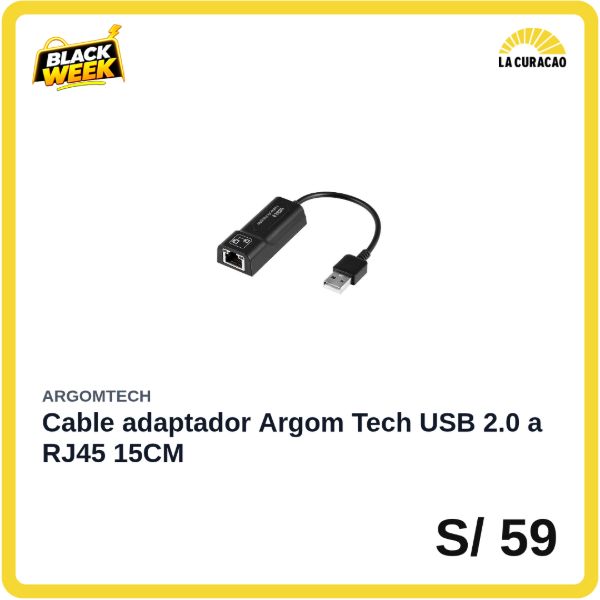 BLACK
WEEK
LA CURACAO
ARGOMTECH
Cable adaptador Argom Tech USB 2.0 a
RJ45 15CM
S/ 59